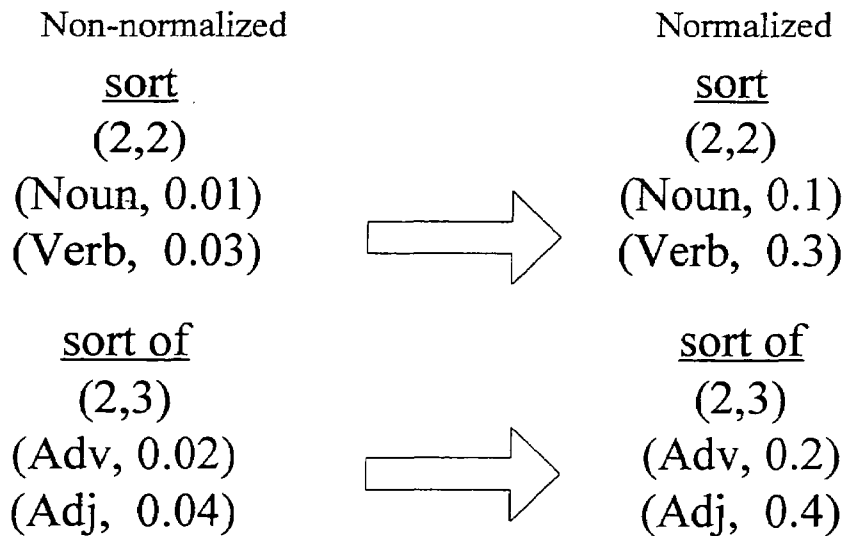 Non-normalized
sort
(2,2)
(Noun, 0.01)
(Verb, 0.03)
sort of
(2,3)
(Adv, 0.02)
(Adj, 0.04)
Normalized
sort
(2,2)
(Noun, 0.1)
(Verb, 0.3)
sort of
(2,3)
(Adv, 0.2)
(Adj, 0.4)